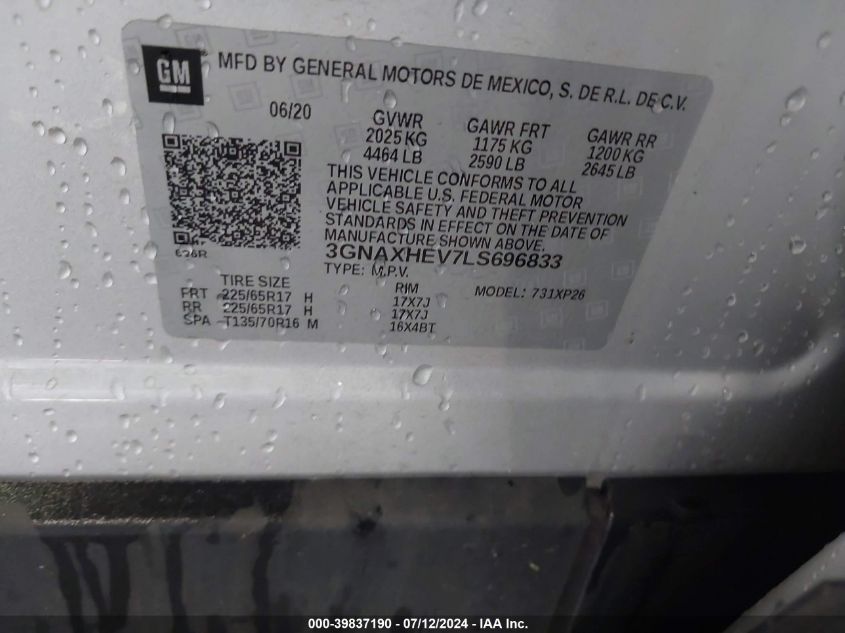 GM
MFD BY GENERAL MOTORS DE MEXICO, S. DE R.L. DE C.V.
06/20 GVWR GAWR FRT GAWR RR
2025 KG 1175 KG 1200 KG
4464 LB 2590 LB 2645 LB
THIS VEHICLE CONFORMS TO ALL
APPLICABLE U.S. FEDERAL MOTOR
VEHICLE SAFETY AND THEFT PREVENTION
STANDARDS IN EFFECT ON THE DATE OF
MANUFACTURE SHOWN ABOVE.
3GNAXHEV7LS696833
TYPE: M.P.V.
TIRE SIZE RIM MODEL: 731XP26
FRT 225/65R17 H 17X7J
RR 225/65R17 H 17X7J
SPA T135/70R16 M 16X4BT
000-39837190 - 07/12/2024 - IAA Inc.